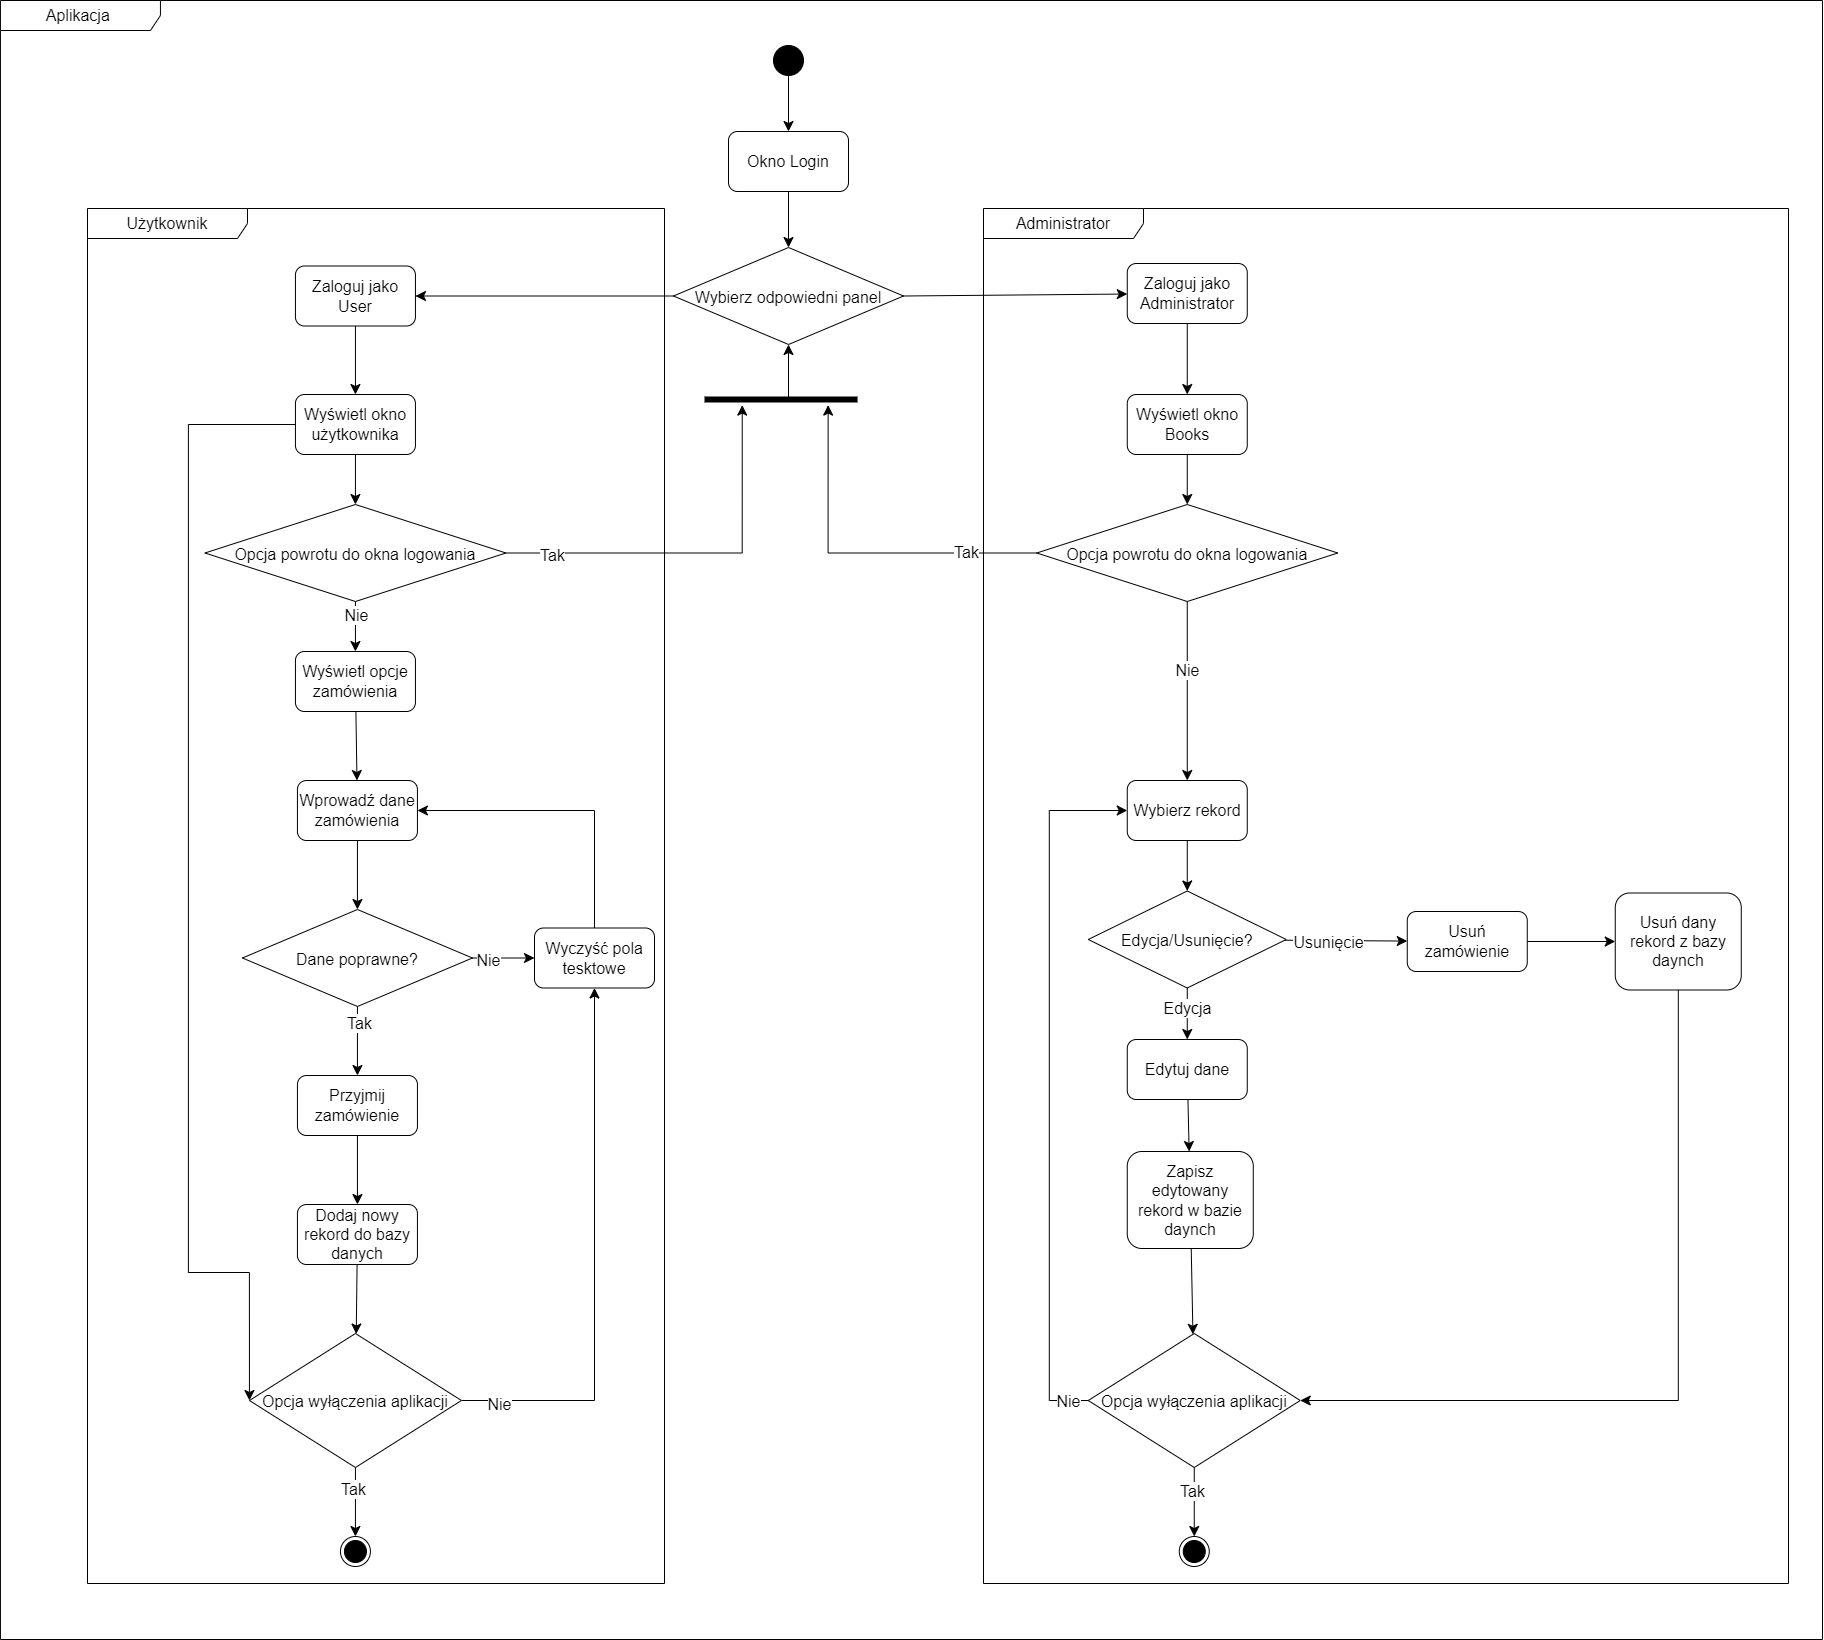 Aplikacja
Okno Login
Wybierz odpowiedni panel
Użytkownik
Zaloguj jako
User
Wyświetl okno
użytkownika
Opcja powrotu do okna logowania
Tak
Nie
Wyświetl opcje
zamówienia
Wprowadź dane
zamówienia
Dane poprawne?
Nie
Wyczyść pola
tesktowe
Tak
Przyjmij
zamówienie
Dodaj nowy
rekord do bazy
danych
Opcja wyłączenia aplikacji
Nie
Tak
Administrator
Zaloguj jako
Administrator
Wyświetl okno
Books
Opcja powrotu do okna logowania
Tak
Nie
Wybierz rekord
Edycja/Usunięcie?
Usunięcie
Usuń
zamówienie
Usuń dany
rekord z bazy
daynch
Edycja
Edytuj dane
Zapisz
edytowany
rekord w bazie
daynch
Opcja wyłączenia aplikacji
Nie
Tak